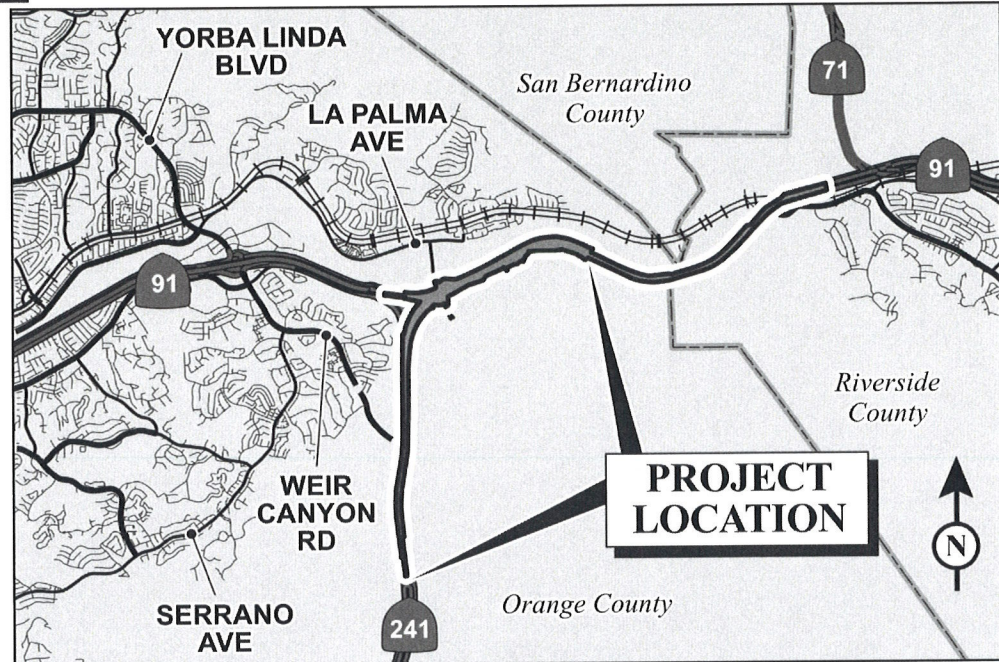 YORBA LINDA
BLVD
LA PALMA
AVE
San Bernardino
County
71
91
91
Riverside
County
PROJECT
LOCATION
WEIR
CANYON
RD
N
SERRANO
AVE
241
Orange County